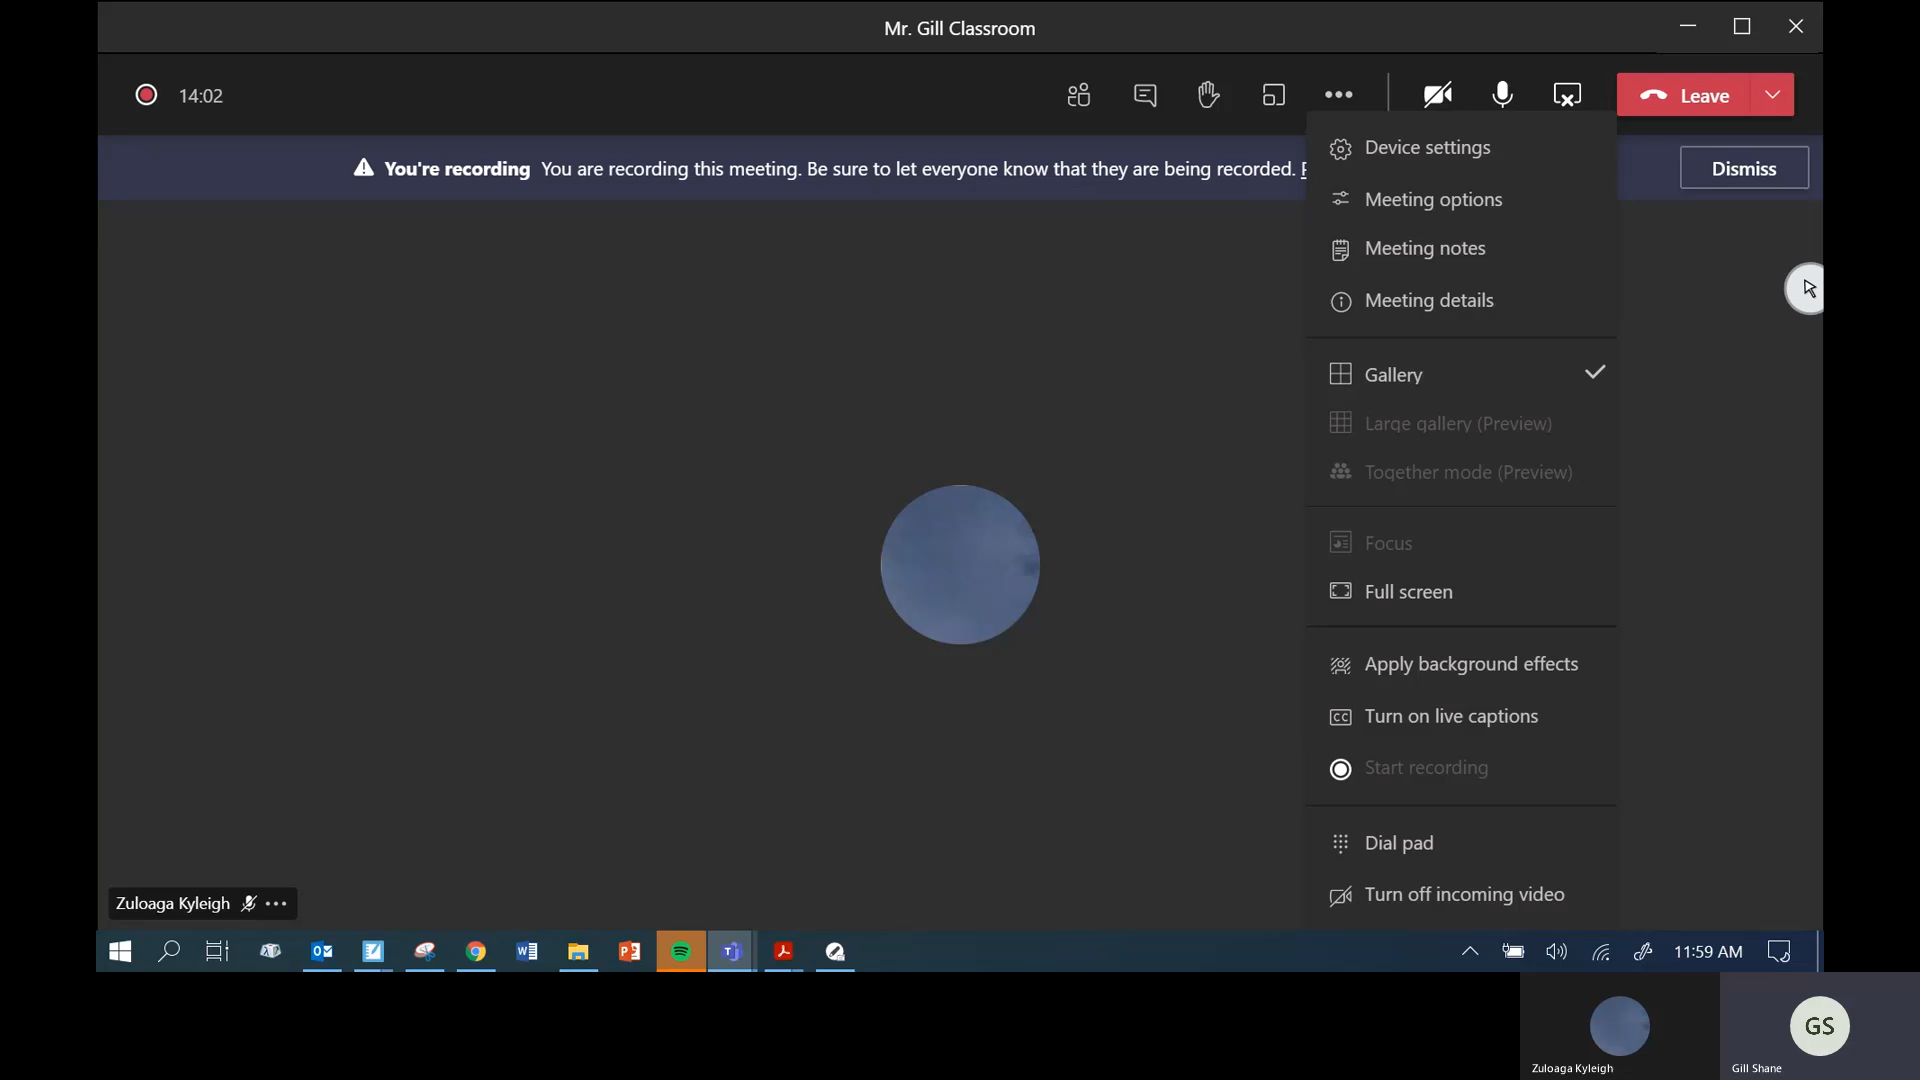 Mr. Gill Classroom
14:02
Leave
You're recording You are recording this meeting. Be sure to let everyone know that they are being recorded.
Dismiss
Device settings
Meeting options
Meeting notes
Meeting details
Gallery
Large gallery (Preview)
Together mode (Preview)
Focus
Full screen
Apply background effects
CC Turn on live captions
Start recording
Dial pad
Turn off incoming video
Zuloaga Kyleigh
11:59 AM
GS
Zuloaga Kyleigh
Gill Shane